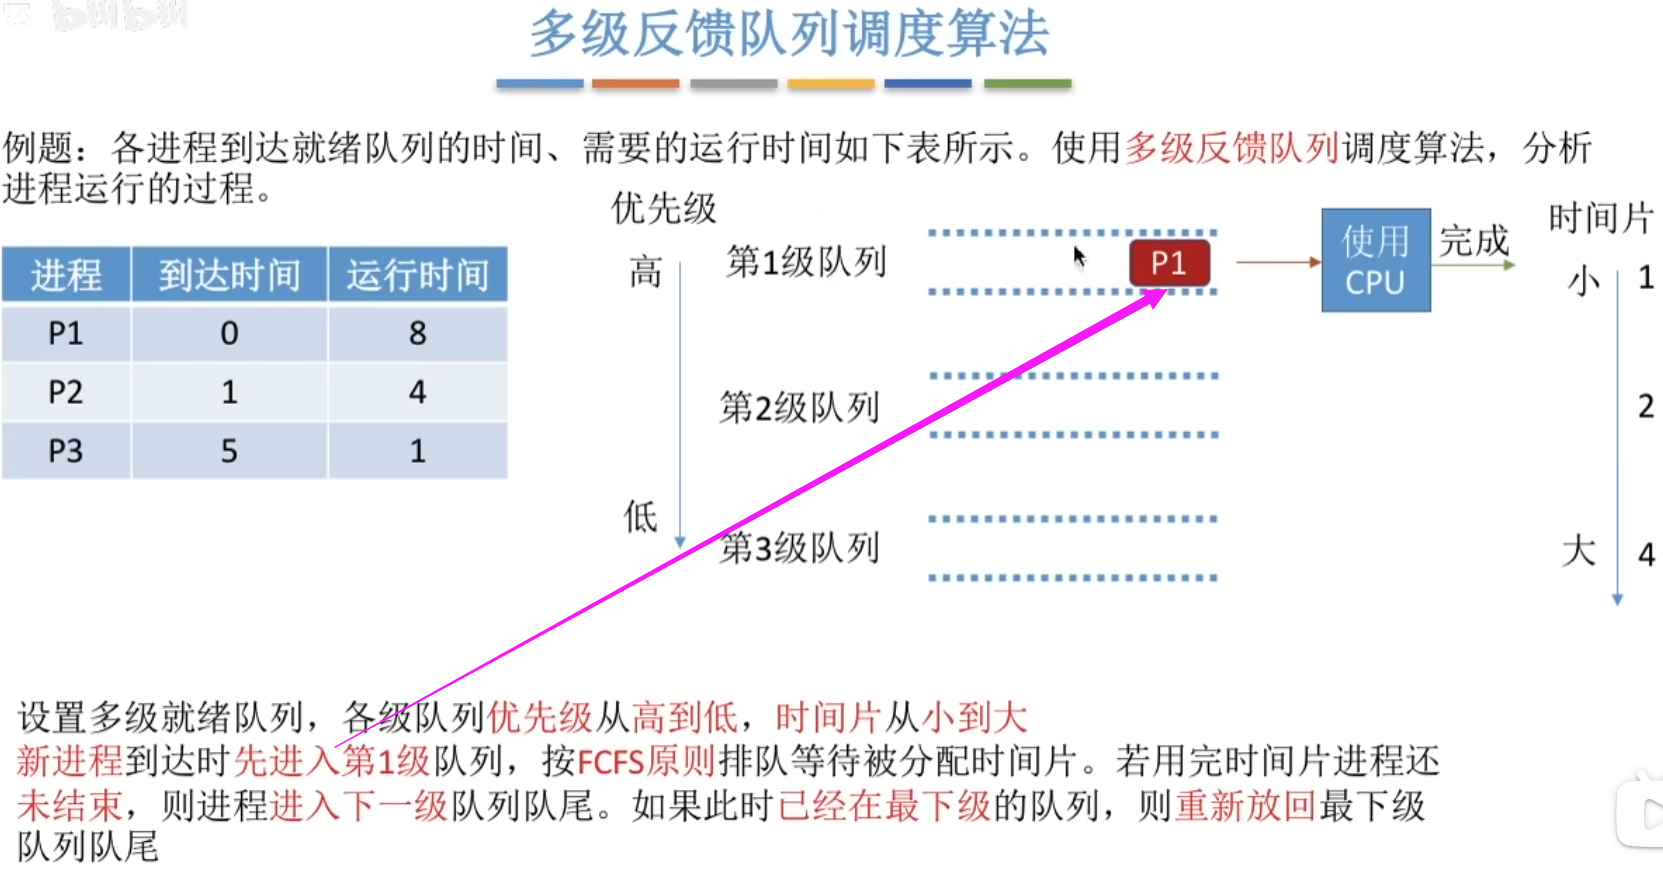 bilibili
多级反馈队列调度算法
例题：各进程到达就绪队列的时间、需要的运行时间如下表所示。使用多级反馈队列调度算法，分析
进程运行的过程。
进程 到达时间 运行时间
P1 0 8
P2 1 4
P3 5 1
优先级
高
低
第1级队列
P1
使用
CPU
完成
第2级队列
第3级队列
时间片
小 1
2
大 4
设置多级就绪队列，各级队列优先级从高到低，时间片从小到大
新进程到达时先进入第1级队列，按FCFS原则排队等待被分配时间片。若用完时间片进程还
未结束，则进程进入下一级队列队尾。如果此时已经在最下级的队列，则重新放回最下级
队列队尾